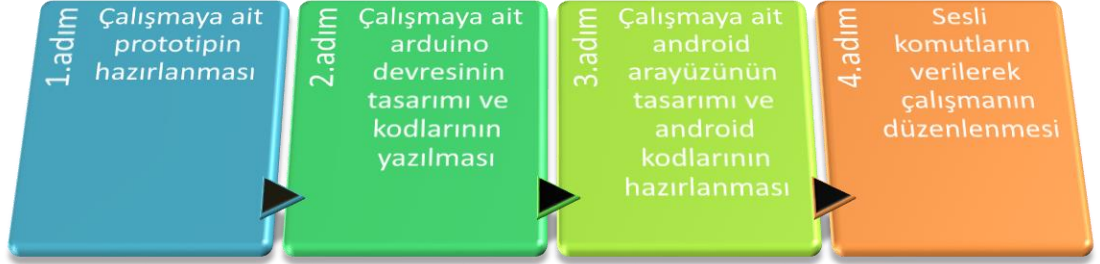 1.adım
Çalışmaya ait
prototipin
hazırlanması
2.adım
Çalışmaya ait
arduino
devresinin
tasarımı ve
kodlarının
yazılması
3.adım
Çalışmaya ait
android
arayüzünün
tasarımı ve
android
kodlarının
hazırlanması
4.adım
Sesli
komutların
verilerek
çalışmanın
düzenlenmesi